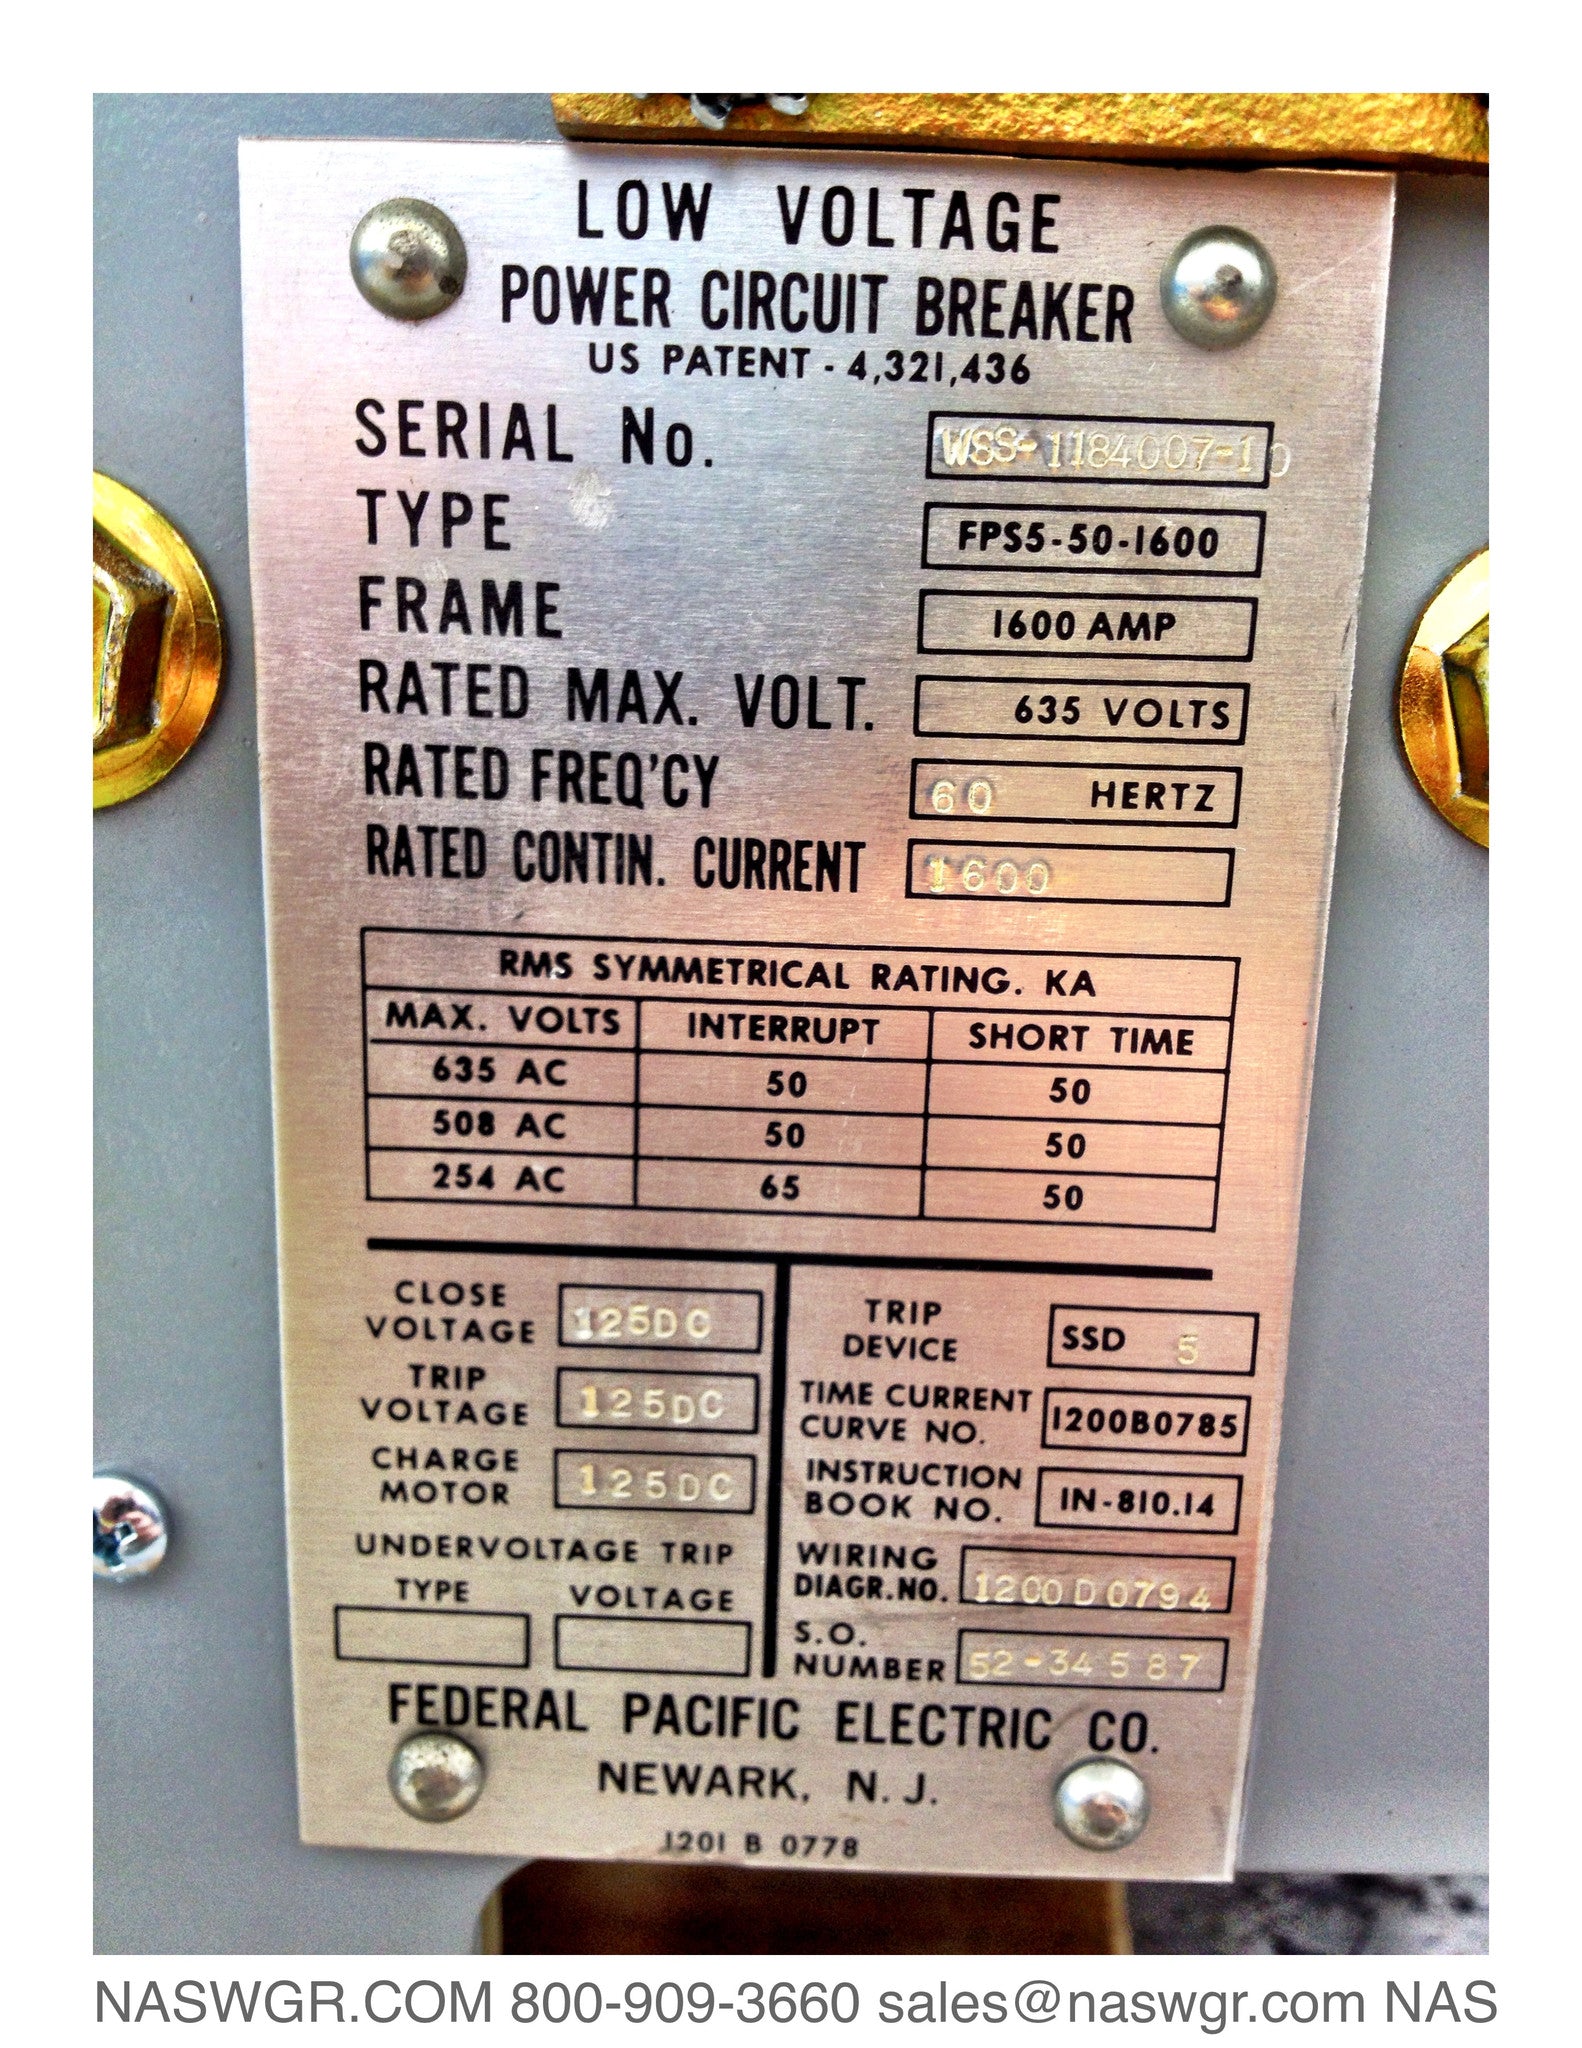 LOW VOLTAGE
POWER CIRCUIT BREAKER
US PATENT - 4,321,436
SERIAL No. WSS-1184007-10
TYPE FPS5-50-1600
FRAME 1600 AMP
RATED MAX. VOLT. 635 VOLTS
RATED FREQ'CY 60 HERTZ
RATED CONTIN. CURRENT 1600
RMS SYMMETRICAL RATING. KA
MAX. VOLTS INTERRUPT SHORT TIME
635 AC 50 50
508 AC 50 50
254 AC 65 50
CLOSE
VOLTAGE 125DC
TRIP
VOLTAGE 125DC
CHARGE
MOTOR 125DC
UNDERVOLTAGE TRIP
TYPE VOLTAGE
TRIP
DEVICE SSD 5
TIME CURRENT
CURVE NO. 1200B0785
INSTRUCTION
BOOK NO. IN-810.14
WIRING
DIAGR.NO. 1200D0794
S.O.
NUMBER 52-34587
FEDERAL PACIFIC ELECTRIC CO.
NEWARK, N.J.
1201 B 0778
NASWGR.COM 800-909-3660 sales@naswgr.com NAS